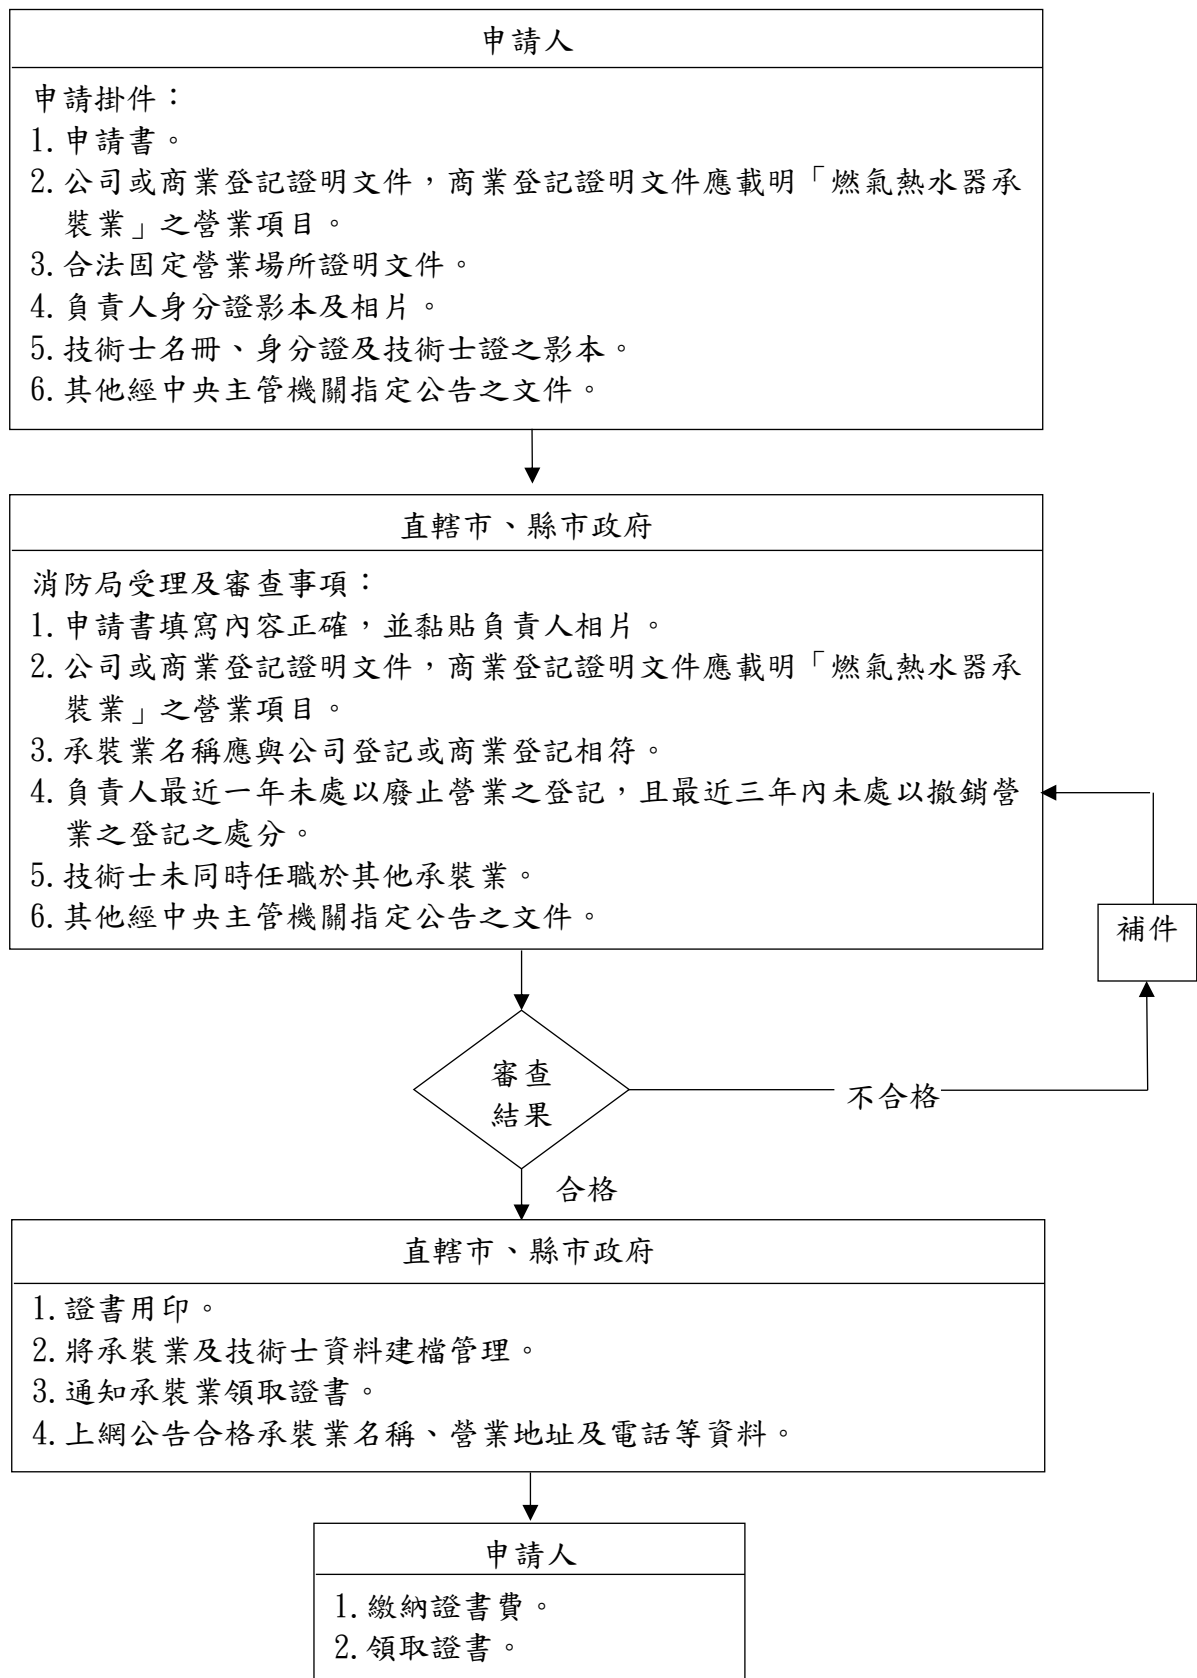 申請人
申請掛件：
1.申請書。
2.公司或商業登記證明文件，商業登記證明文件應載明「燃氣熱水器承
裝業」之營業項目。
3.合法固定營業場所證明文件。
4.負責人身分證影本及相片。
5.技術士名冊、身分證及技術士證之影本。
6.其他經中央主管機關指定公告之文件。
直轄市、縣市政府
消防局受理及審查事項：
1.申請書填寫內容正確，並黏貼負責人相片。
2.公司或商業登記證明文件，商業登記證明文件應載明「燃氣熱水器承
裝業」之營業項目。
3.承裝業名稱應與公司登記或商業登記相符。
4.負責人最近一年未處以廢止營業之登記，且最近三年內未處以撤銷營
業之登記之處分。
5.技術士未同時任職於其他承裝業。
6.其他經中央主管機關指定公告之文件。
補件
審查
結果
不合格
合格
直轄市、縣市政府
1.證書用印。
2.將承裝業及技術士資料建檔管理。
3.通知承裝業領取證書。
4.上網公告合格承裝業名稱、營業地址及電話等資料。
申請人
1.繳納證書費。
2.領取證書。